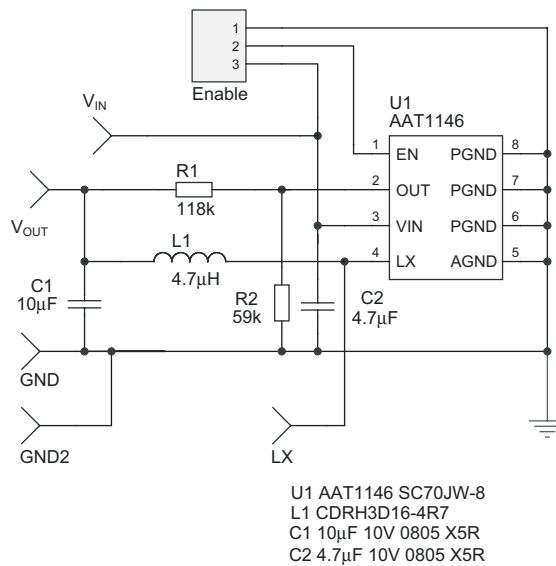 1
2
3
Enable
V_IN
U1
AAT1146
1 EN PGND 8
2 OUT PGND 7
3 VIN PGND 6
4 LX AGND 5
R1
118k
V_OUT
L1
4.7μH
C1
10μF
R2
59k
C2
4.7μF
GND
GND2
LX
U1 AAT1146 SC70JW-8
L1 CDRH3D16-4R7
C1 10μF 10V 0805 X5R
C2 4.7μF 10V 0805 X5R